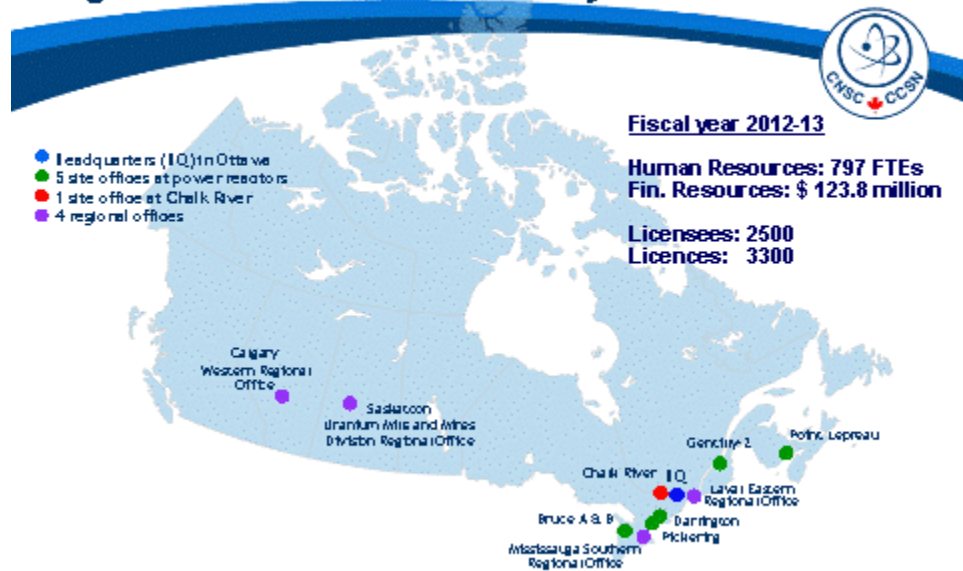 CNSC CCSN
Fiscal year 2012-13
Human Resources: 797 FTEs
Fin. Resources: $ 123.8 million
Licensees: 2500
Licences: 3300
Headquarters (HQ) in Ottawa
5 site offices at power reactors
1 site office at Chalk River
4 regional offices
Calgary
Western Regional
Office
Saskatoon
Uranium Mills and Mines
Division Regional Office
Gentilly-2
Point Lepreau
Chalk River
HQ
Laval Eastern
Regional Office
Bruce A & B
Darlington
Pickering
Mississauga Southern
Regional Office